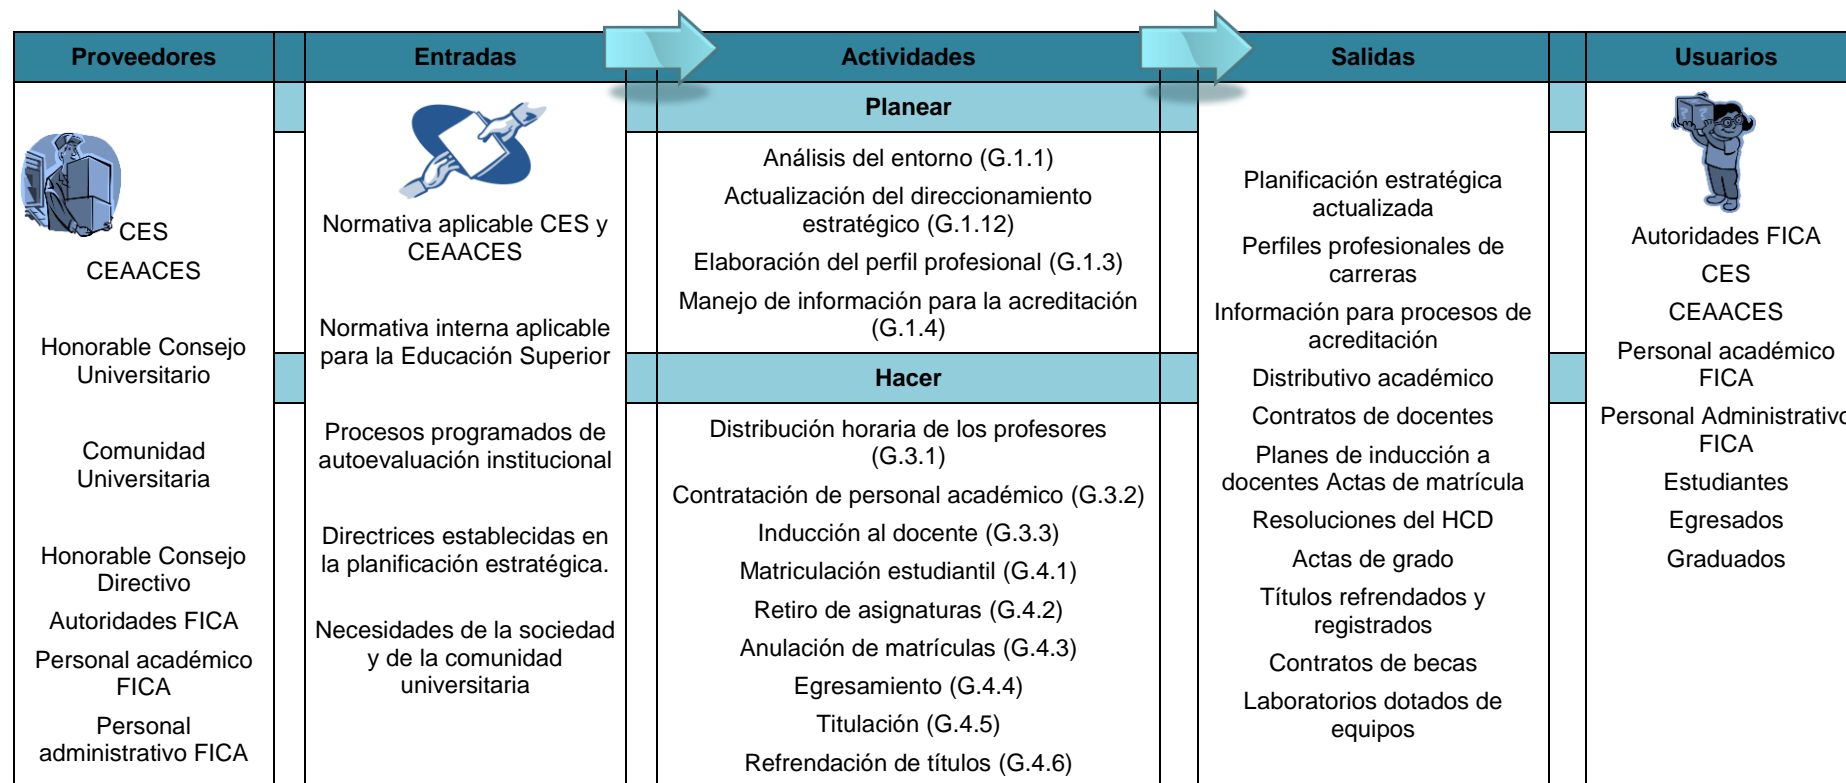 Proveedores
Entradas
Actividades
Salidas
Usuarios
CES
CEAACES
Honorable Consejo
Universitario
Comunidad
Universitaria
Honorable Consejo
Directivo
Autoridades FICA
Personal académico
FICA
Personal
administrativo FICA
Normativa aplicable CES y
CEAACES
Normativa interna aplicable
para la Educación Superior
Procesos programados de
autoevaluación institucional
Directrices establecidas en
la planificación estratégica.
Necesidades de la sociedad
y de la comunidad
universitaria
Planear
Análisis del entorno (G.1.1)
Actualización del direccionamiento
estratégico (G.1.12)
Elaboración del perfil profesional (G.1.3)
Manejo de información para la acreditación
(G.1.4)
Hacer
Distribución horaria de los profesores
(G.3.1)
Contratación de personal académico (G.3.2)
Inducción al docente (G.3.3)
Matriculación estudiantil (G.4.1)
Retiro de asignaturas (G.4.2)
Anulación de matrículas (G.4.3)
Egresamiento (G.4.4)
Titulación (G.4.5)
Refrendación de títulos (G.4.6)
Planificación estratégica
actualizada
Perfiles profesionales de
carreras
Información para procesos de
acreditación
Distributivo académico
Contratos de docentes
Planes de inducción a
docentes Actas de matrícula
Resoluciones del HCD
Actas de grado
Títulos refrendados y
registrados
Contratos de becas
Laboratorios dotados de
equipos
Autoridades FICA
CES
CEAACES
Personal académico
FICA
Personal Administrativo
FICA
Estudiantes
Egresados
Graduados